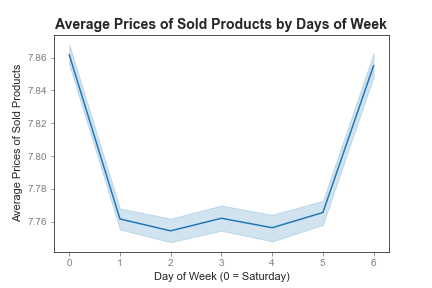 Average Prices of Sold Products by Days of Week
Average Prices of Sold Products
7.86
7.84
7.82
7.80
7.78
7.76
0 1 2 3 4 5 6
Day of Week (0 = Saturday)